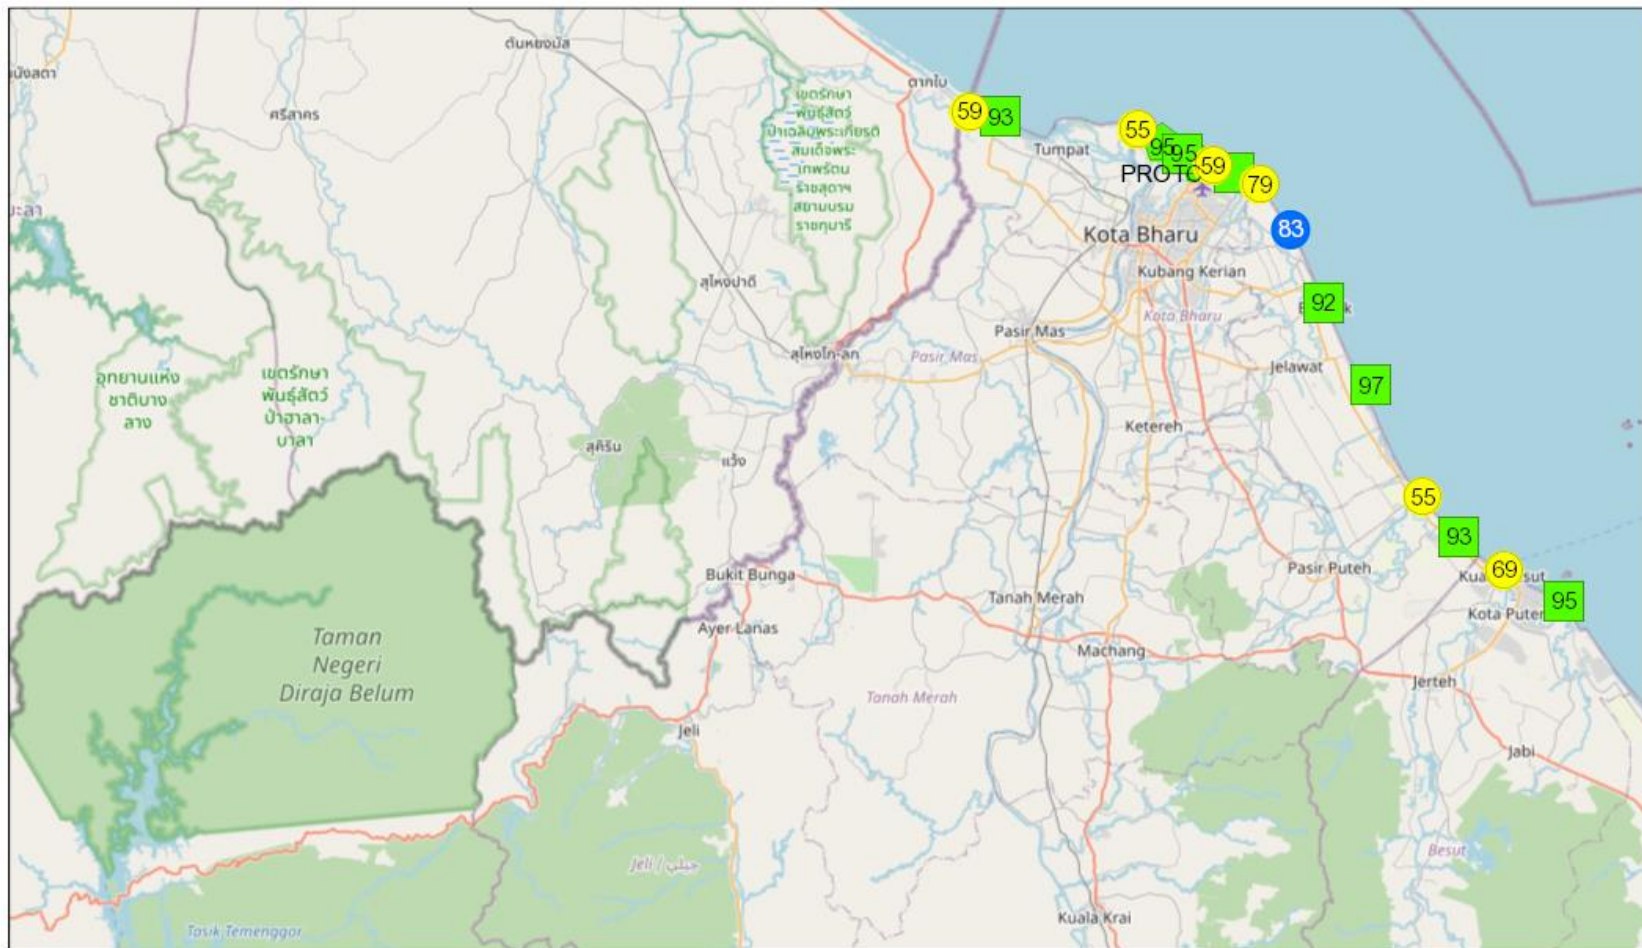 ตันหยงมัส
นังสตา
ตากใบ
ศรีสาคร
เขตรักษา
พันธุ์สัตว์
ป่าเฉลิมพระเกียรติ
สมเด็จพระ
เทพรัตน
ราชสุดาฯ
สยามบรม
ราชกุมารี
59
93
55
95
95
59
79
Tumpat
PROTO
83
Kota Bharu
ยะลา
Kubang Kerian
สุไหงปาดี
92
Kota Bharu
Pasir Mas
สุไหงโก-ลก
Pasir Mas
Jelawat
97
อุทยานแห่ง
ชาติบาง
ลาง
เขตรักษา
พันธุ์สัตว์
ป่าฮาลา-
บาลา
Ketereh
สุคิริน
แว้ง
55
93
Bukit Bunga
Pasir Puteh
69
Tanah Merah
95
Ayer Lanas
Taman
Negeri
Diraja Belum
Machang
Jerteh
Tanah Merah
Jeli
Jabi
Jeli / جيلي
Besut
Kuala Krai
Tasik Temenggor